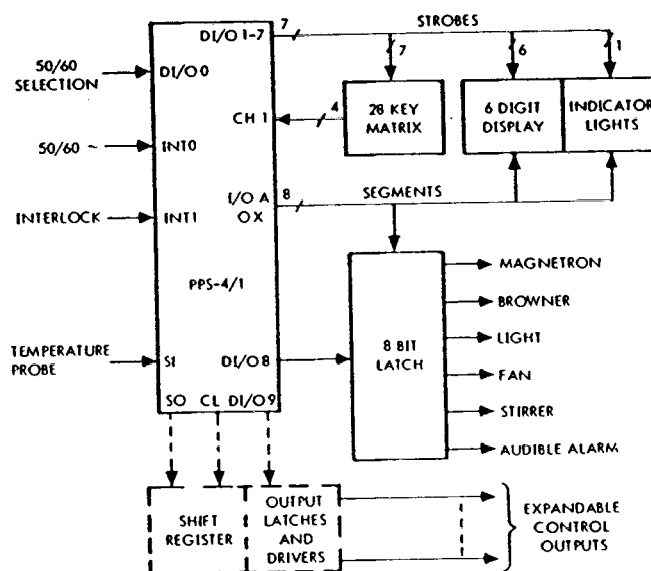 7
DI/O 1-7
STROBES
7
6
1
50/60
SELECTION
DI/O 0
28 KEY
MATRIX
6 DIGIT
DISPLAY
INDICATOR
LIGHTS
CH 1
4
50/60 ~
INT0
I/O A
OX
8
SEGMENTS
INTERLOCK
INT1
PPS-4/1
8 BIT
LATCH
MAGNETRON
BROWNER
LIGHT
FAN
STIRRER
AUDIBLE ALARM
TEMPERATURE
PROBE
SI
DI/O 8
SO CL DI/O 9
SHIFT
REGISTER
OUTPUT
LATCHES
AND
DRIVERS
EXPANDABLE
CONTROL
OUTPUTS